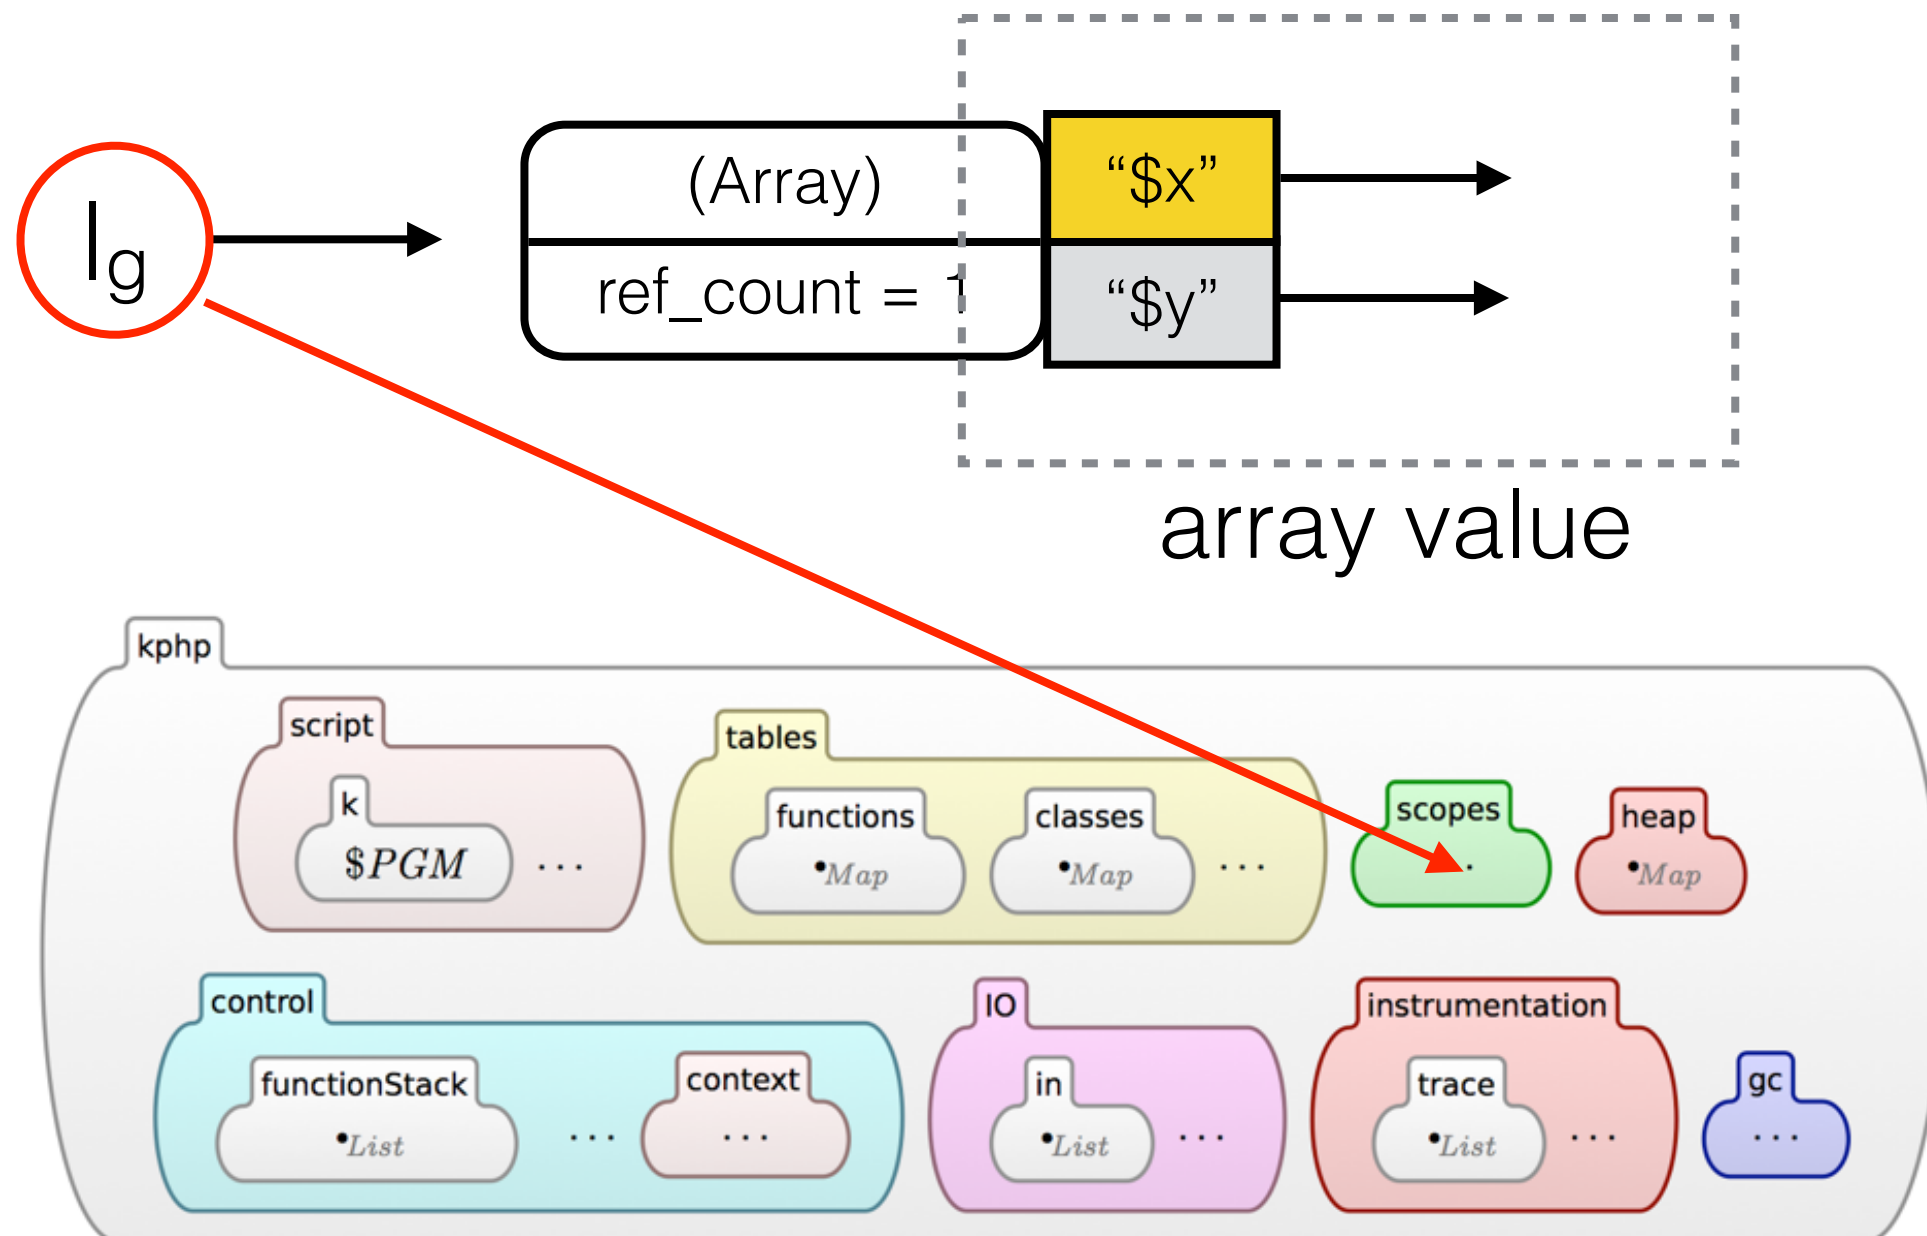 (Array)
“$x”
lg
ref_count = 1
“$y”
array value
kphp
script
tables
k
functions
classes
scopes
heap
$PGM
...
•Map
•Map
...
.
•Map
control
IO
instrumentation
functionStack
context
in
trace
gc
•List
...
...
•List
...
•List
...
...